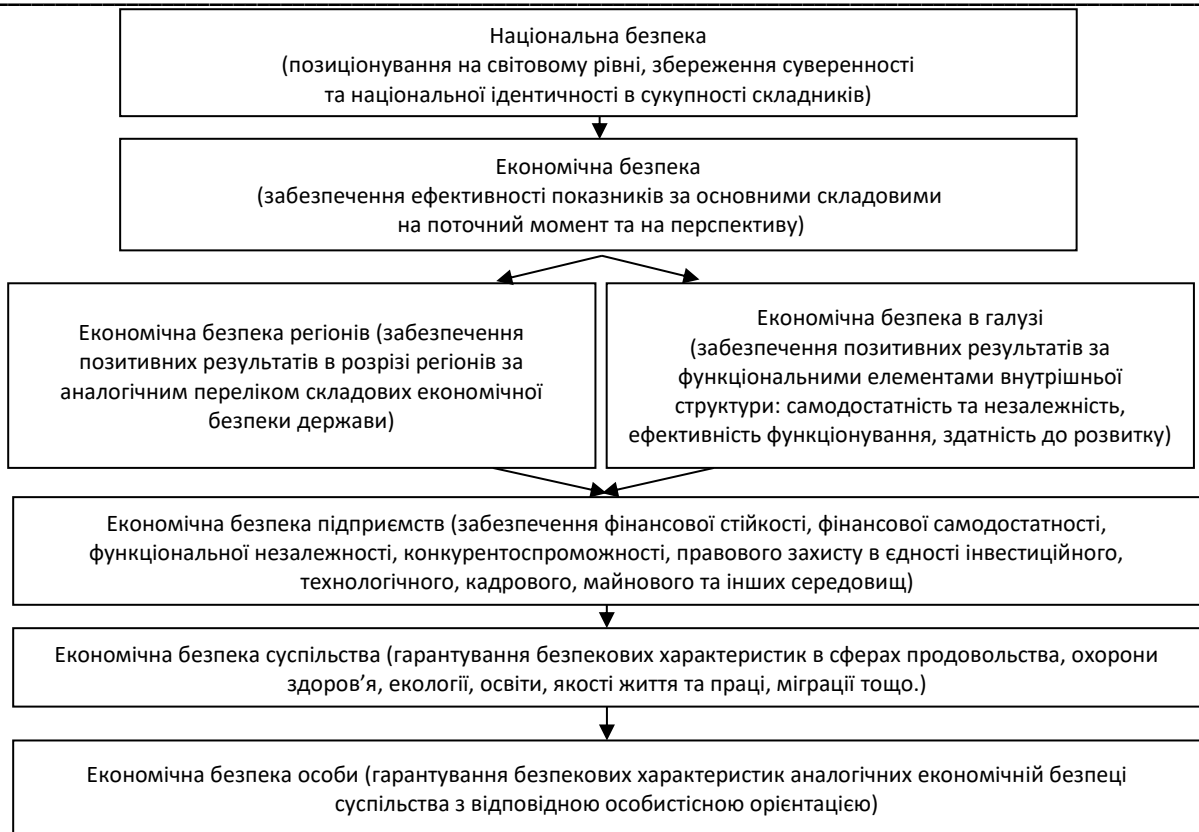 Національна безпека
(позиціонування на світовому рівні, збереження суверенності
та національної ідентичності в сукупності складників)
Економічна безпека
(забезпечення ефективності показників за основними складовими
на поточний момент та на перспективу)
Економічна безпека регіонів (забезпечення
позитивних результатів в розрізі регіонів за
аналогічним переліком складових економічної
безпеки держави)
Економічна безпека в галузі
(забезпечення позитивних результатів за
функціональними елементами внутрішньої
структури: самодостатність та незалежність,
ефективність функціонування, здатність до розвитку)
Економічна безпека підприємств (забезпечення фінансової стійкості, фінансової самодостатності,
функціональної незалежності, конкурентоспроможності, правового захисту в єдності інвестиційного,
технологічного, кадрового, майнового та інших середовищ)
Економічна безпека суспільства (гарантування безпекових характеристик в сферах продовольства, охорони
здоров’я, екології, освіти, якості життя та праці, міграції тощо.)
Економічна безпека особи (гарантування безпекових характеристик аналогічних економічній безпеці
суспільства з відповідною особистісною орієнтацією)